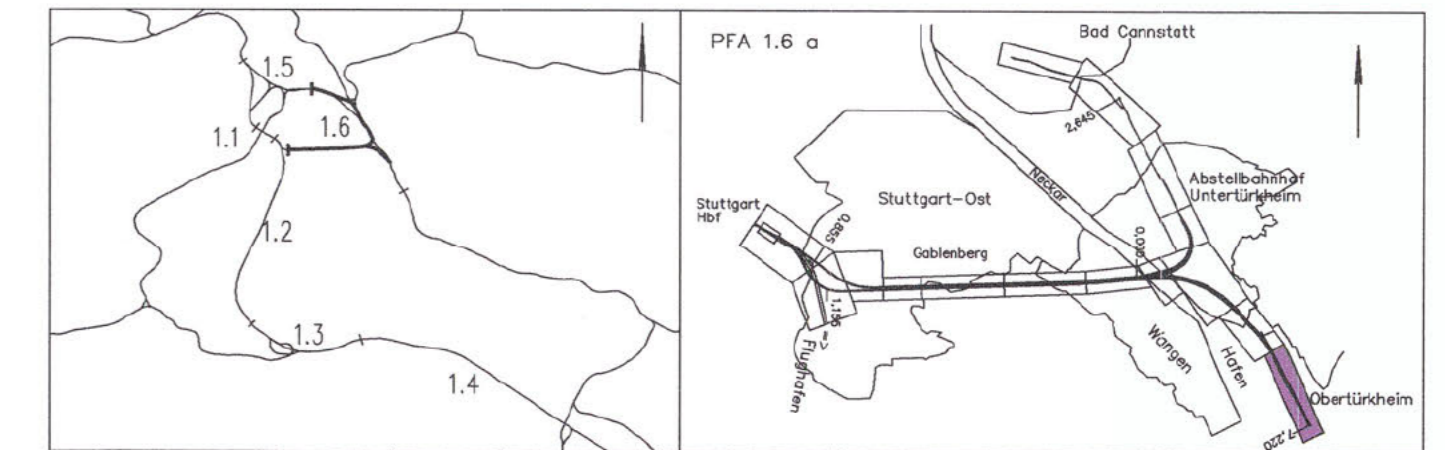 1.5
1.6
1.1
1.2
1.3
1.4
PFA 1.6 a
Bad Cannstatt
2,645
Neckar
Abstellbahnhof
Untertürkheim
Stuttgart-Ost
Stuttgart
Hbf
0,855
Gablenberg
0,0
1,156
=>
Flughafen
Wangen
Hafen
Obertürkheim
-7,220